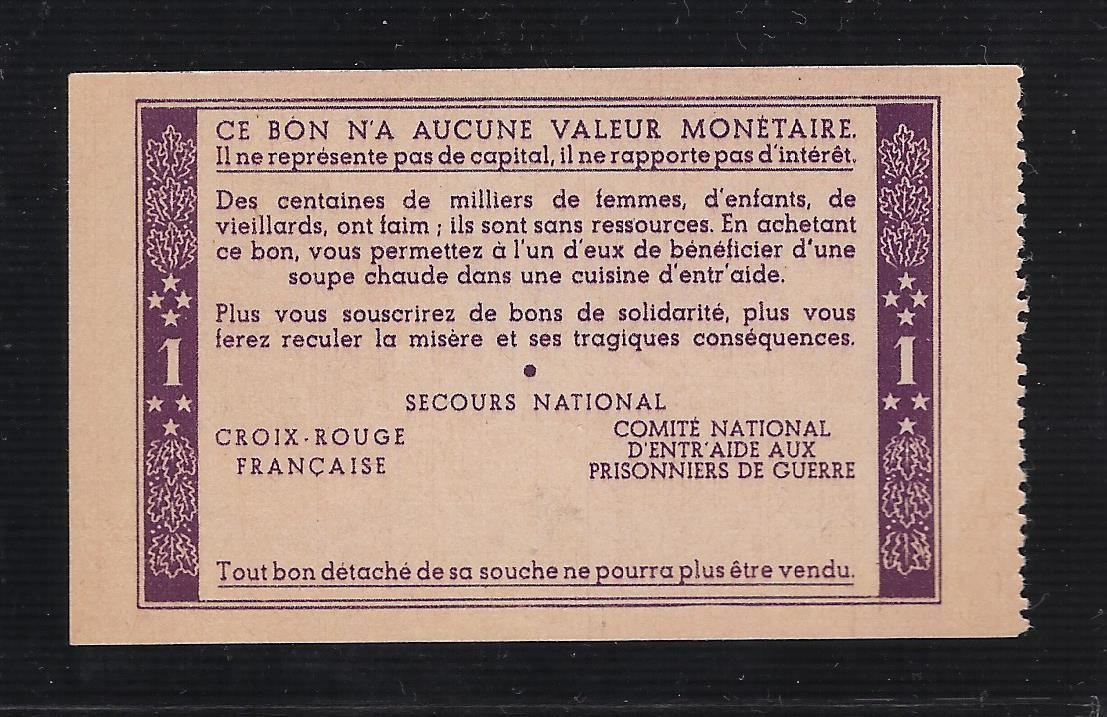 CE BON N'A AUCUNE VALEUR MONÉTAIRE.
Il ne représente pas de capital, il ne rapporte pas d'intérêt.
Des centaines de milliers de femmes, d'enfants, de
vieillards, ont faim ; ils sont sans ressources. En achetant
ce bon, vous permettez à l'un d'eux de bénéficier d'une
soupe chaude dans une cuisine d'entr'aide.
Plus vous souscrirez de bons de solidarité, plus vous
ferez reculer la misère et ses tragiques conséquences.
1
1
SECOURS NATIONAL
CROIX-ROUGE
FRANÇAISE
COMITÉ NATIONAL
D'ENTR'AIDE AUX
PRISONNIERS DE GUERRE
Tout bon détaché de sa souche ne pourra plus être vendu.